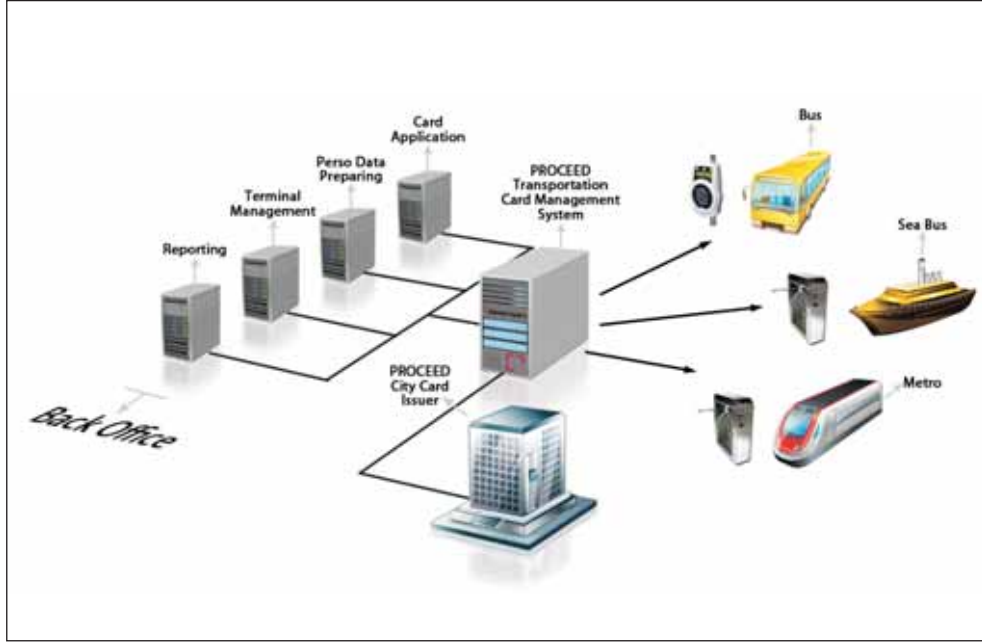 Card
Application
Perso Data
Preparing
Terminal
Management
Reporting
Back Office
PROCEED
Transportation
Card Management
System
PROCEED
City Card
Issuer
Bus
Sea Bus
Metro